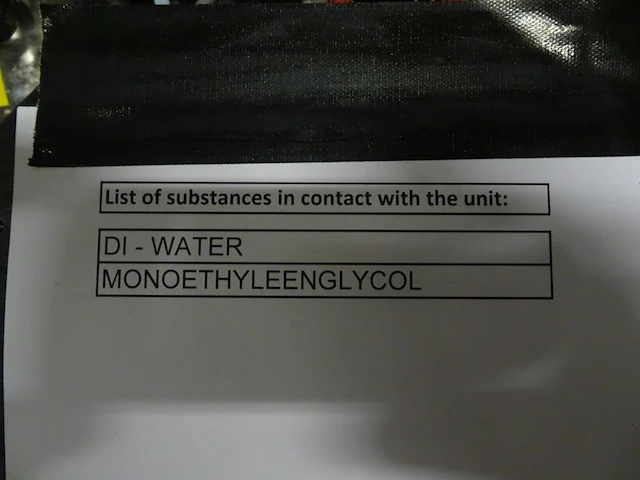 List of substances in contact with the unit:
DI - WATER
MONOETHYLEENGLYCOL